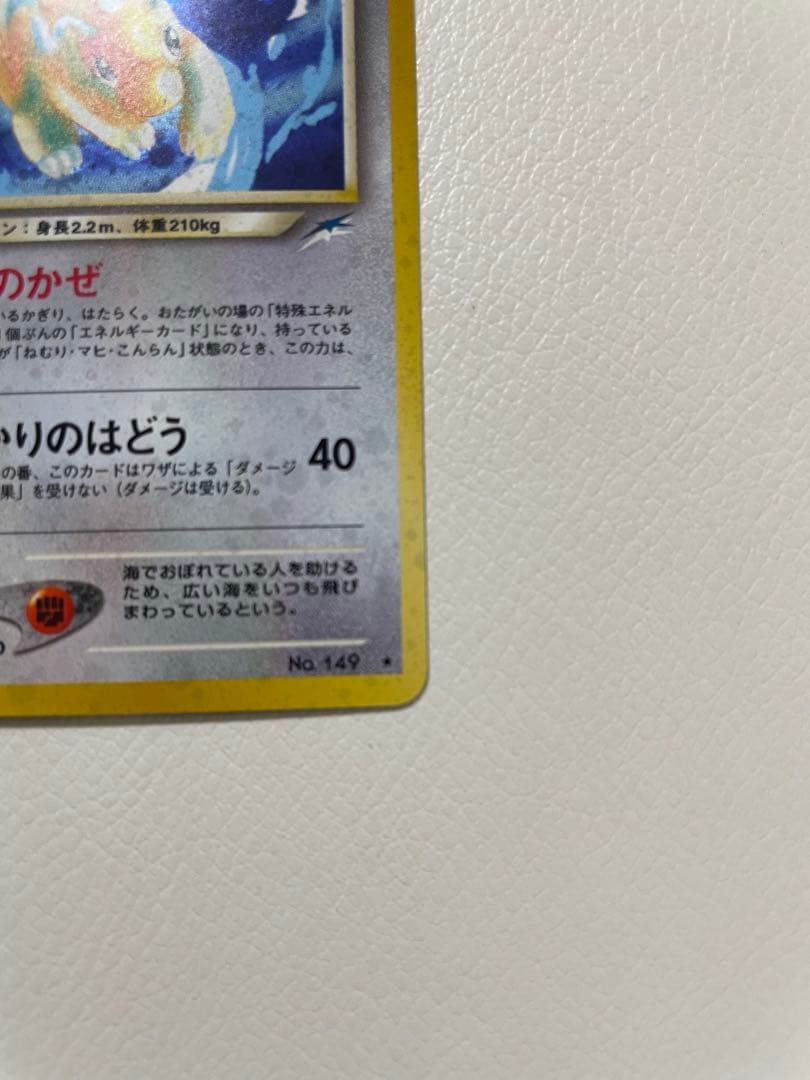 ン：身長2.2m、体重210kg
のかぜ
いるかぎり、はたらく。おたがいの場の「特殊エネル
1個ぶんの「エネルギーカード」になり、持っている
が「ねむり・マヒ・こんらん」状態のとき、この力は、
かりのはどう
40
の番、このカードはワザによる「ダメージ
果」を受けない（ダメージは受ける）。
海でおぼれている人を助ける
ため、広い海をいつも飛び
まわっているという。
No. 149 ★